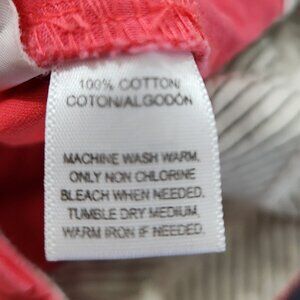 100% COTTON/
COTON/ALGODÓN
MACHINE WASH WARM,
ONLY NON CHLORINE
BLEACH WHEN NEEDED.
TUMBLE DRY MEDIUM,
WARM IRON IF NEEDED.